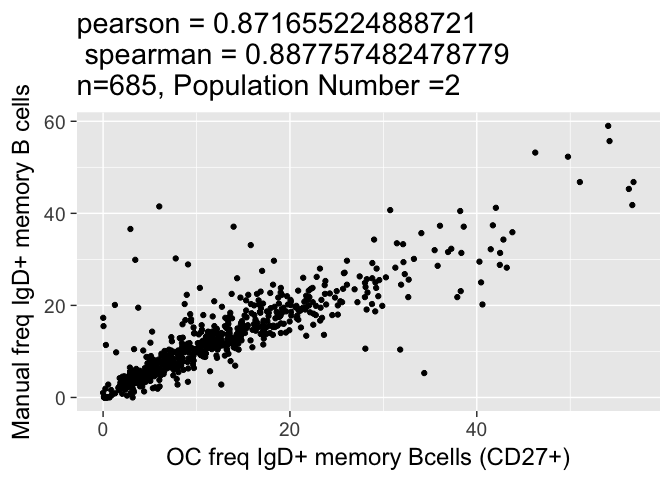 pearson = 0.871655224888721
spearman = 0.887757482478779
n=685, Population Number =2
Manual freq IgD+ memory B cells
60
40
20
0
0 20 40
OC freq IgD+ memory Bcells (CD27+)